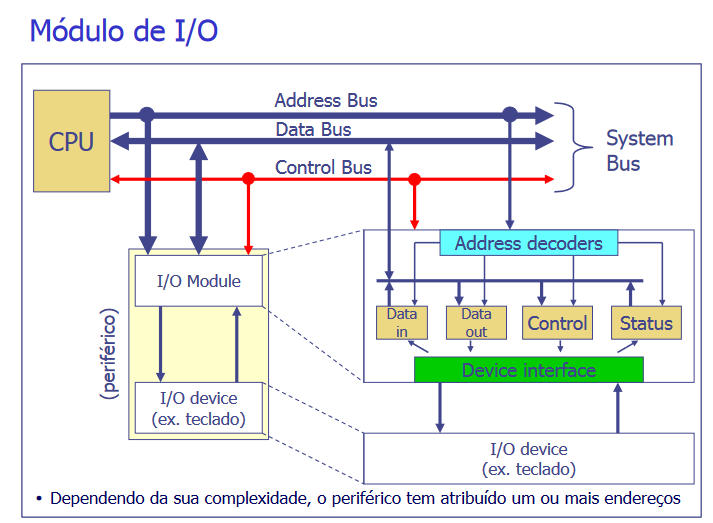 Módulo de I/O
Address Bus
CPU
Data Bus
System
Bus
Control Bus
Address decoders
I/O Module
(periférico)
Data
in
Data
out
Control
Status
Device interface
I/O device
(ex. teclado)
I/O device
(ex. teclado)
• Dependendo da sua complexidade, o periférico tem atribuído um ou mais endereços